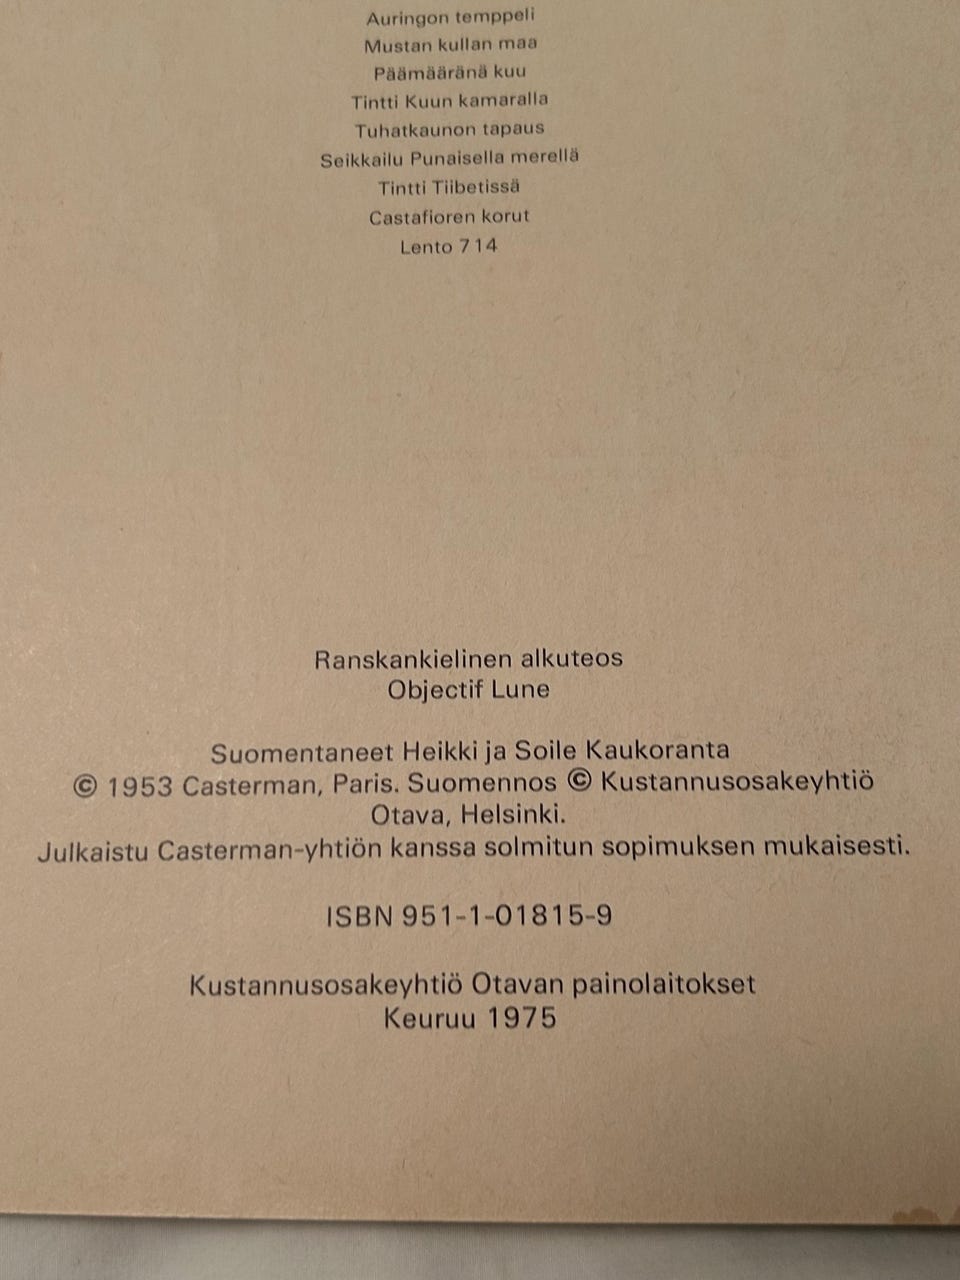 Auringon temppeli
Mustan kullan maa
Päämääränä kuu
Tintti Kuun kamaralla
Tuhatkaunon tapaus
Seikkailu Punaisella merellä
Tintti Tiibetissä
Castafioren korut
Lento 714
Ranskankielinen alkuteos
Objectif Lune
Suomentaneet Heikki ja Soile Kaukoranta
© 1953 Casterman, Paris. Suomennos © Kustannusosakeyhtiö
Otava, Helsinki.
Julkaistu Casterman-yhtiön kanssa solmitun sopimuksen mukaisesti.
ISBN 951-1-01815-9
Kustannusosakeyhtiö Otavan painolaitokset
Keuruu 1975